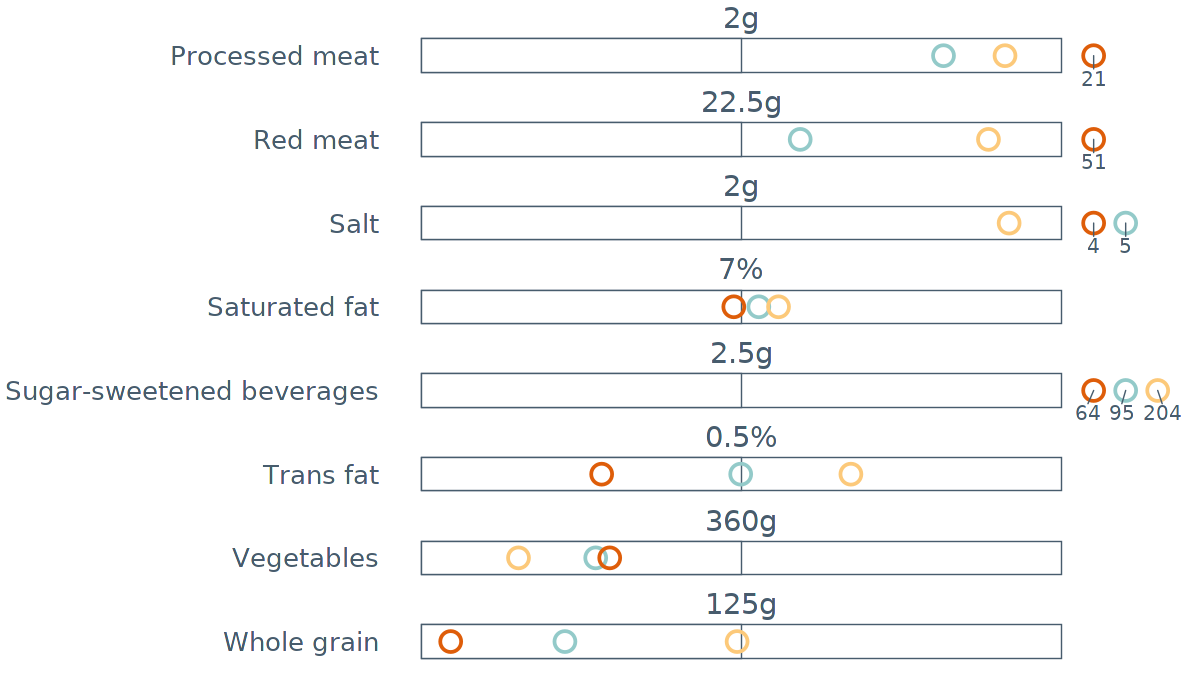 2g
Processed meat
21
22.5g
Red meat
51
2g
Salt
4 5
7%
Saturated fat
2.5g
Sugar-sweetened beverages
64 95 204
0.5%
Trans fat
360g
Vegetables
125g
Whole grain